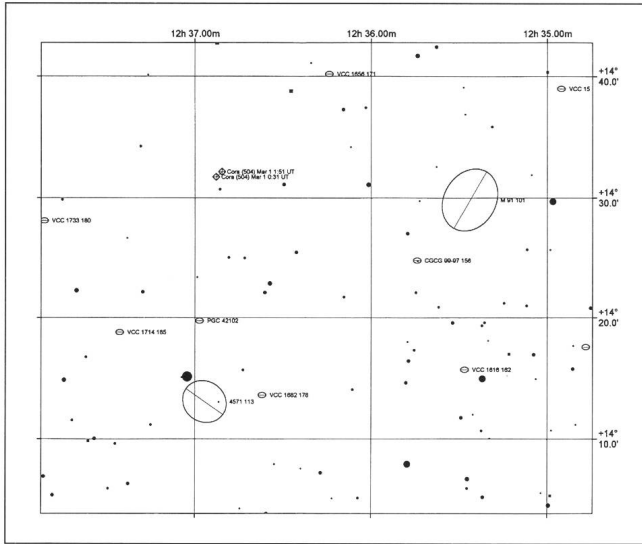 12h 37.00m 12h 36.00m 12h 35.00m
+14°
40.0'
VCC 1658 171
VCC 15
Cora (504) Mar 1 1:51 UT
Cora (504) Mar 1 0:31 UT
M 91 101
+14°
30.0'
VCC 1733 180
CGCG 99-97 156
PGC 42102
+14°
20.0'
VCC 1714 185
VCC 1616 162
VCC 1682 178
4571 113
+14°
10.0'